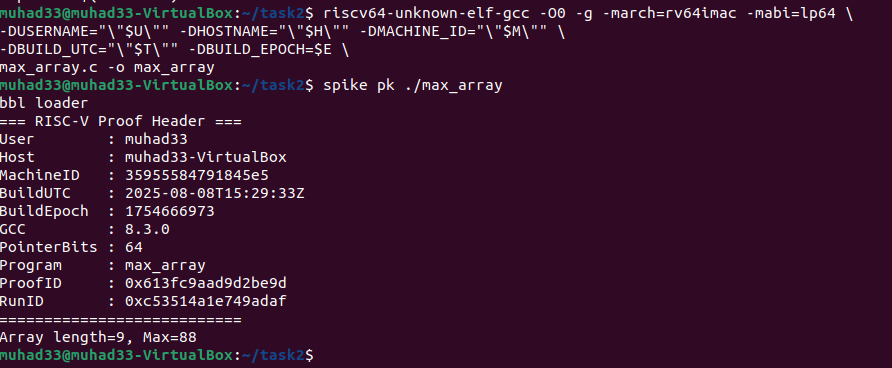 muhad33@muhad33-VirtualBox:~/task2$ riscv64-unknown-elf-gcc -O0 -g -march=rv64imac -mabi=lp64 \
-DUSERNAME="\"$U\"" -DHOSTNAME="\"$H\"" -DMACHINE_ID="\"$M\"" \
-DBUILD_UTC="\"$T\"" -DBUILD_EPOCH=$E \
max_array.c -o max_array
muhad33@muhad33-VirtualBox:~/task2$ spike pk ./max_array
bbl loader
=== RISC-V Proof Header ===
User        : muhad33
Host        : muhad33-VirtualBox
MachineID   : 35955584791845e5
BuildUTC    : 2025-08-08T15:29:33Z
BuildEpoch  : 1754666973
GCC         : 8.3.0
PointerBits : 64
Program     : max_array
ProofID     : 0x613fc9aad9d2be9d
RunID       : 0xc53514a1e749adaf
===========================
Array length=9, Max=88
muhad33@muhad33-VirtualBox:~/task2$